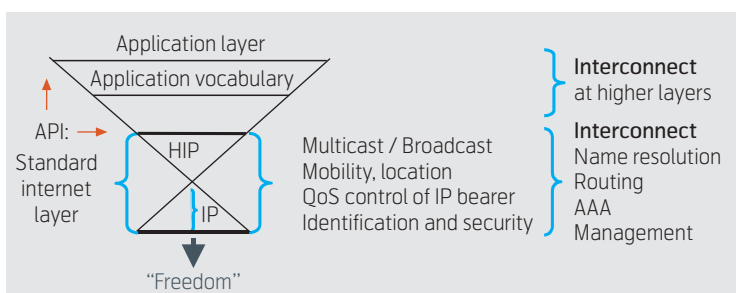 Application layer
Application vocabulary
API:
Standard
internet
layer
HIP
IP
“Freedom”
Multicast / Broadcast
Mobility, location
QoS control of IP bearer
Identification and security
Interconnect
at higher layers
Interconnect
Name resolution
Routing
AAA
Management